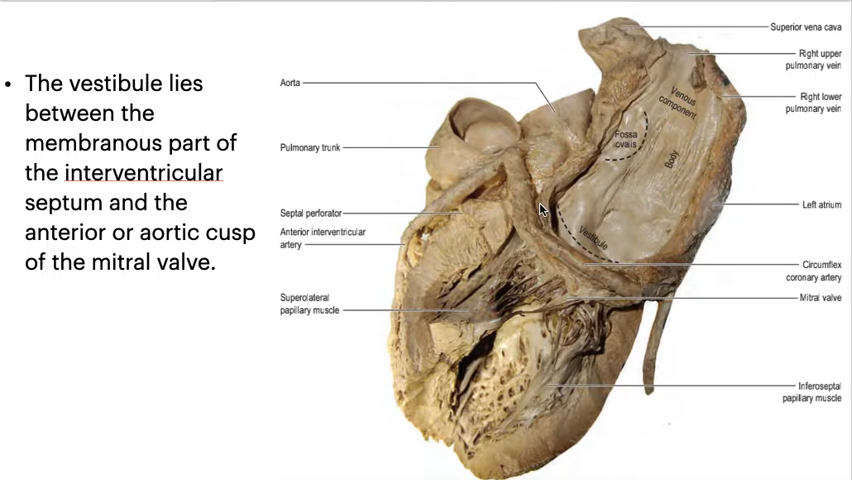 • The vestibule lies
between the
membranous part of
the interventricular
septum and the
anterior or aortic cusp
of the mitral valve.
Aorta
Pulmonary trunk
Septal perforator
Anterior interventricular
artery
Superolateral
papillary muscle
Superior vena cava
Right upper
pulmonary vein
Right lower
pulmonary vein
Left atrium
Circumflex
coronary artery
Mitral valve
Inferoseptal
papillary muscle
Venous
component
Fossa
ovalis
Body
Vestibule